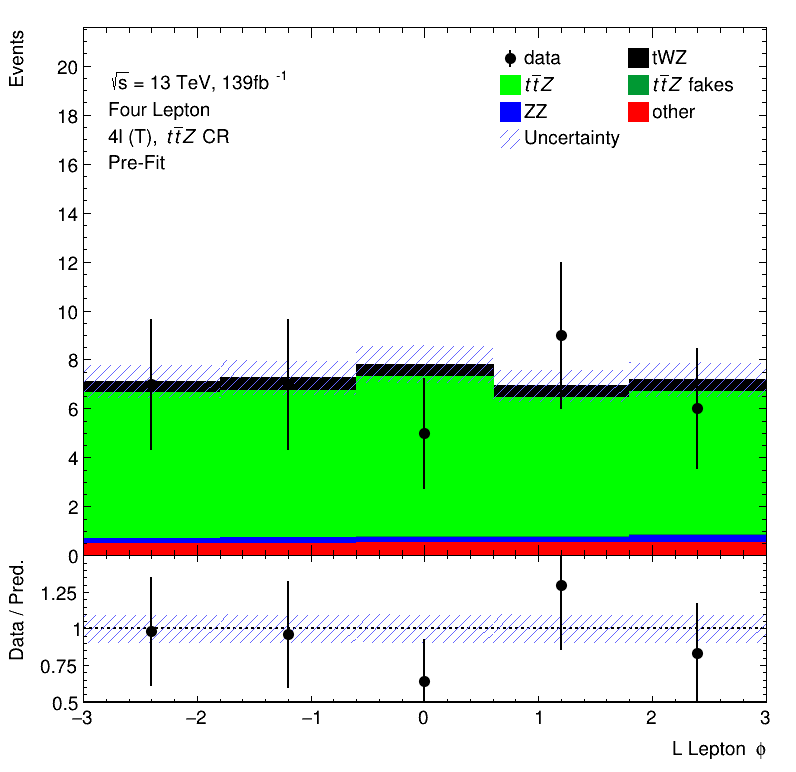 Events
√s = 13 TeV, 139fb⁻¹
Four Lepton
4l (T), tt̅Z CR
Pre-Fit
data
tWZ
tt̅Z
tt̅Z fakes
ZZ
other
Uncertainty
20
18
16
14
12
10
8
6
4
2
0
Data / Pred.
1.25
1
0.75
0.5
−3 −2 −1 0 1 2 3
L Lepton ϕ